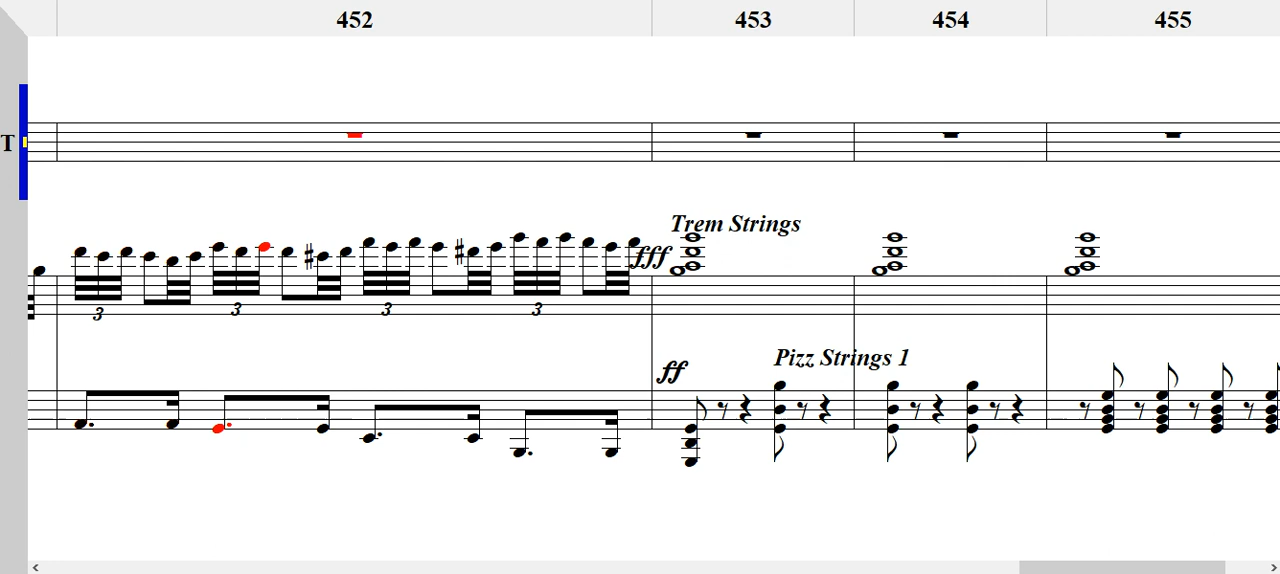 452 453 454 455
T
Trem Strings
fff
3 3 3 3
Pizz Strings 1
ff